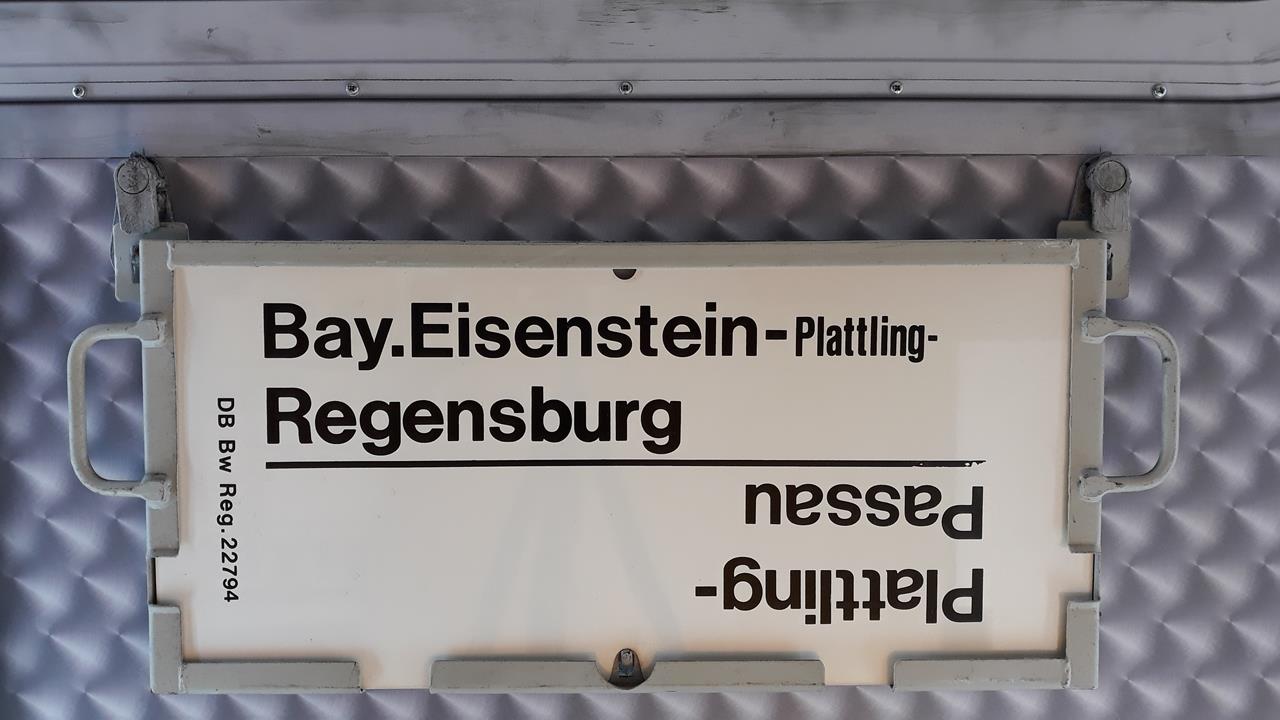 Bay.Eisenstein-Plattling-
Regensburg
Plattling-
Passau
DB Bw Reg. 22794